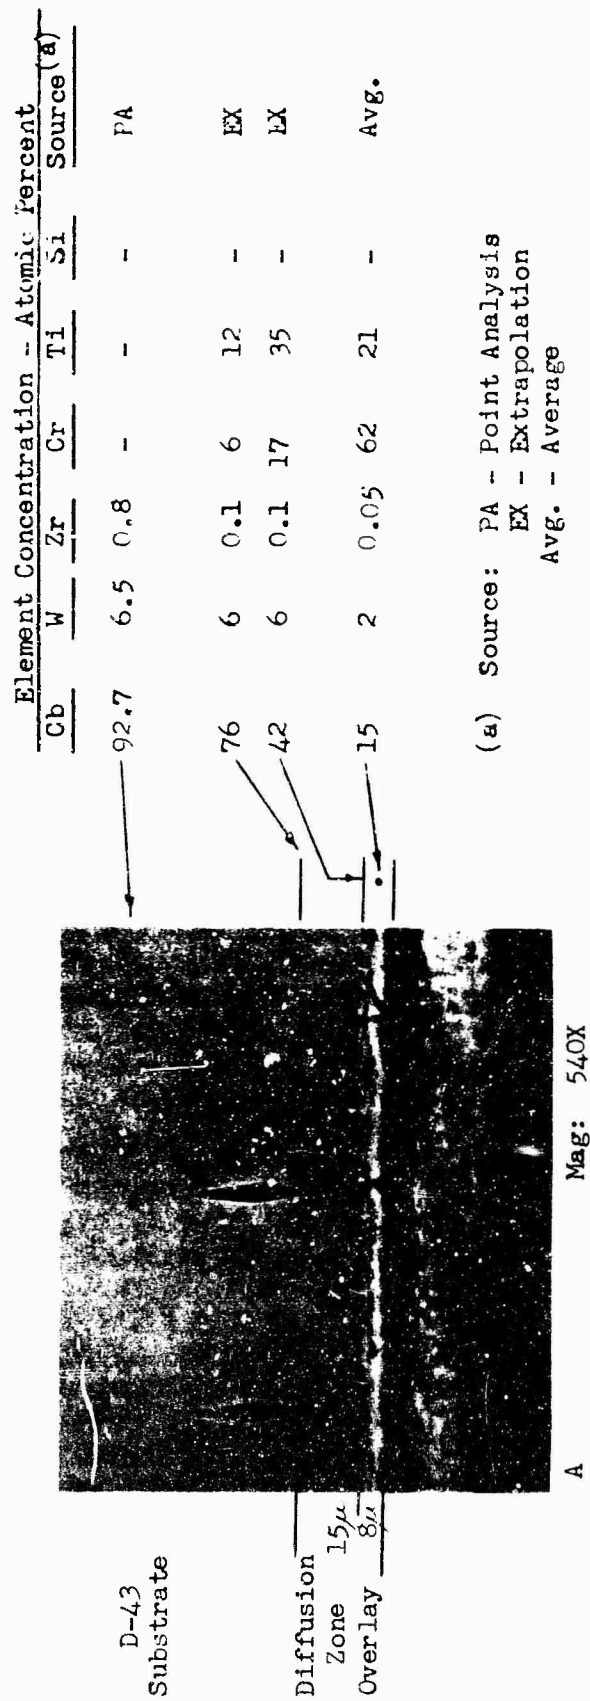 Element Concentration - Atomic Percent
Cb W Zr Cr Ti Si Source(a)
92.7 6.5 0.8 - - - PA
76 6 0.1 6 12 - EX
42 6 0.1 17 35 - EX
15 2 0.05 62 21 - Avg.
(a) Source: PA - Point Analysis
EX - Extrapolation
Avg. - Average
D-43
Substrate
Diffusion
Zone
15μ
8μ
Overlay
A
Mag: 540X